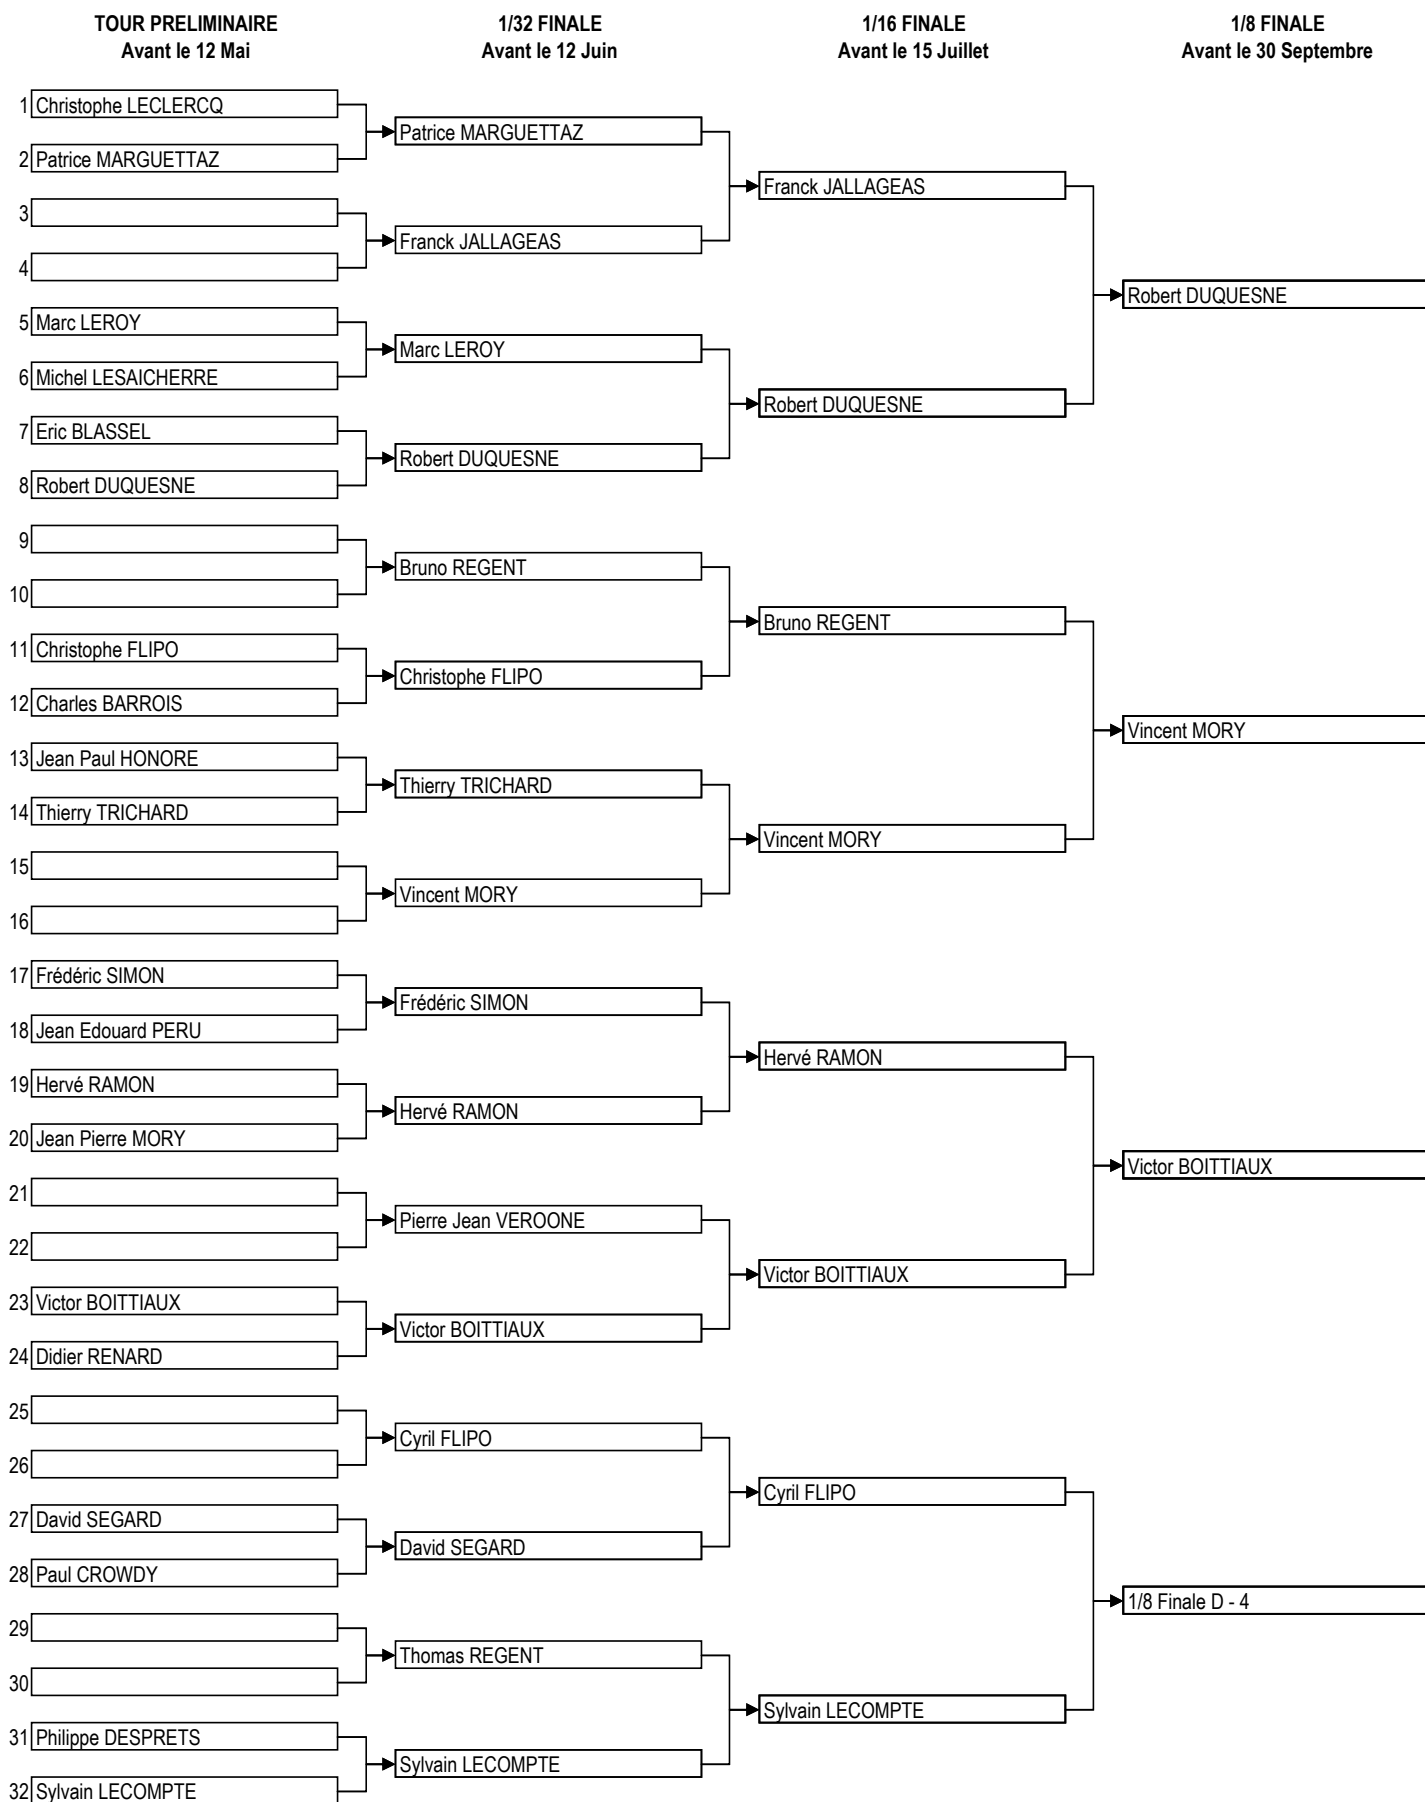 TOUR PRELIMINAIRE
Avant le 12 Mai
1/32 FINALE
Avant le 12 Juin
1/16 FINALE
Avant le 15 Juillet
1/8 FINALE
Avant le 30 Septembre
1 Christophe LECLERCQ
2 Patrice MARGUETTAZ
3
4
5 Marc LEROY
6 Michel LESAICHERRE
7 Eric BLASSEL
8 Robert DUQUESNE
9
10
11 Christophe FLIPO
12 Charles BARROIS
13 Jean Paul HONORE
14 Thierry TRICHARD
15
16
17 Frédéric SIMON
18 Jean Edouard PERU
19 Hervé RAMON
20 Jean Pierre MORY
21
22
23 Victor BOITTIAUX
24 Didier RENARD
25
26
27 David SEGARD
28 Paul CROWDY
29
30
31 Philippe DESPRETS
32 Sylvain LECOMPTE
Patrice MARGUETTAZ
Franck JALLAGEAS
Marc LEROY
Robert DUQUESNE
Bruno REGENT
Christophe FLIPO
Thierry TRICHARD
Vincent MORY
Frédéric SIMON
Hervé RAMON
Pierre Jean VEROONE
Victor BOITTIAUX
Cyril FLIPO
David SEGARD
Thomas REGENT
Sylvain LECOMPTE
Franck JALLAGEAS
Robert DUQUESNE
Bruno REGENT
Vincent MORY
Hervé RAMON
Victor BOITTIAUX
Cyril FLIPO
Sylvain LECOMPTE
Robert DUQUESNE
Vincent MORY
Victor BOITTIAUX
1/8 Finale D - 4